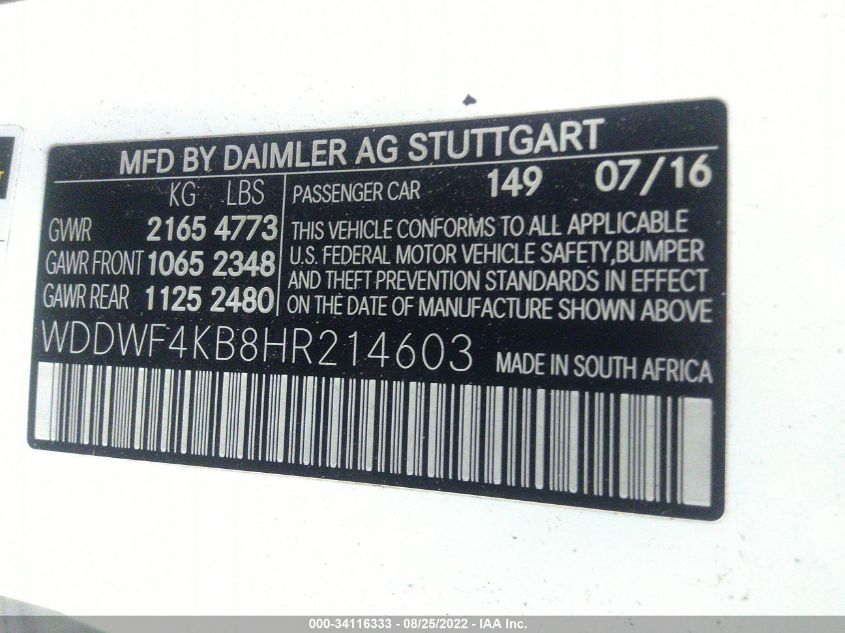 MFD BY DAIMLER AG STUTTGART
KG LBS
GVWR 2165 4773
GAWR FRONT 1065 2348
GAWR REAR 1125 2480
PASSENGER CAR 149 07/16
THIS VEHICLE CONFORMS TO ALL APPLICABLE
U.S. FEDERAL MOTOR VEHICLE SAFETY,BUMPER
AND THEFT PREVENTION STANDARDS IN EFFECT
ON THE DATE OF MANUFACTURE SHOWN ABOVE
WDDWF4KB8HR214603 MADE IN SOUTH AFRICA
000-34116333 - 08/25/2022 - IAA Inc.